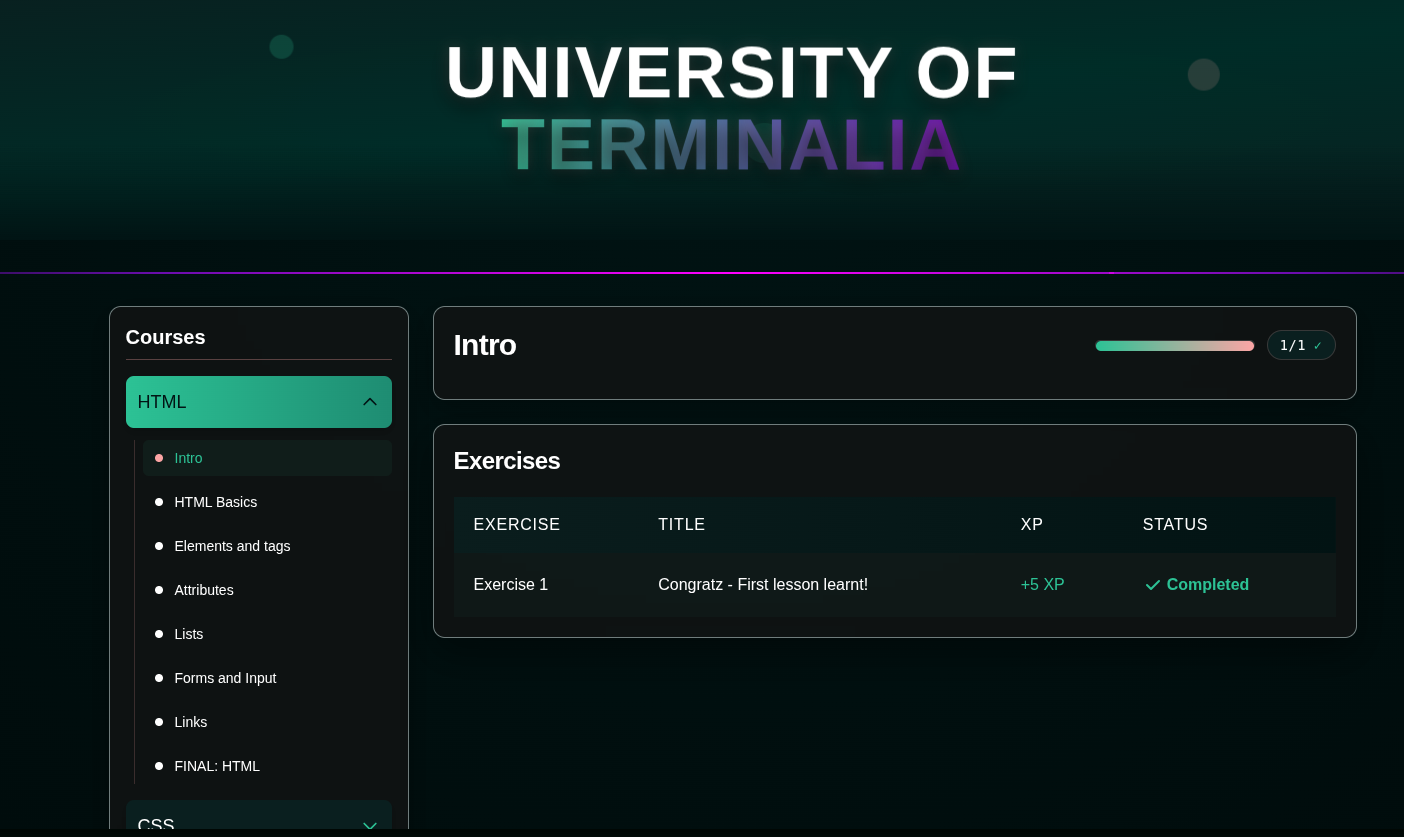 UNIVERSITY OF
TERMINALIA
Courses
HTML
Intro
HTML Basics
Elements and tags
Attributes
Lists
Forms and Input
Links
FINAL: HTML
CSS
Intro
1/1 ✓
Exercises
EXERCISE TITLE XP STATUS
Exercise 1 Congratz - First lesson learnt! +5 XP ✓ Completed